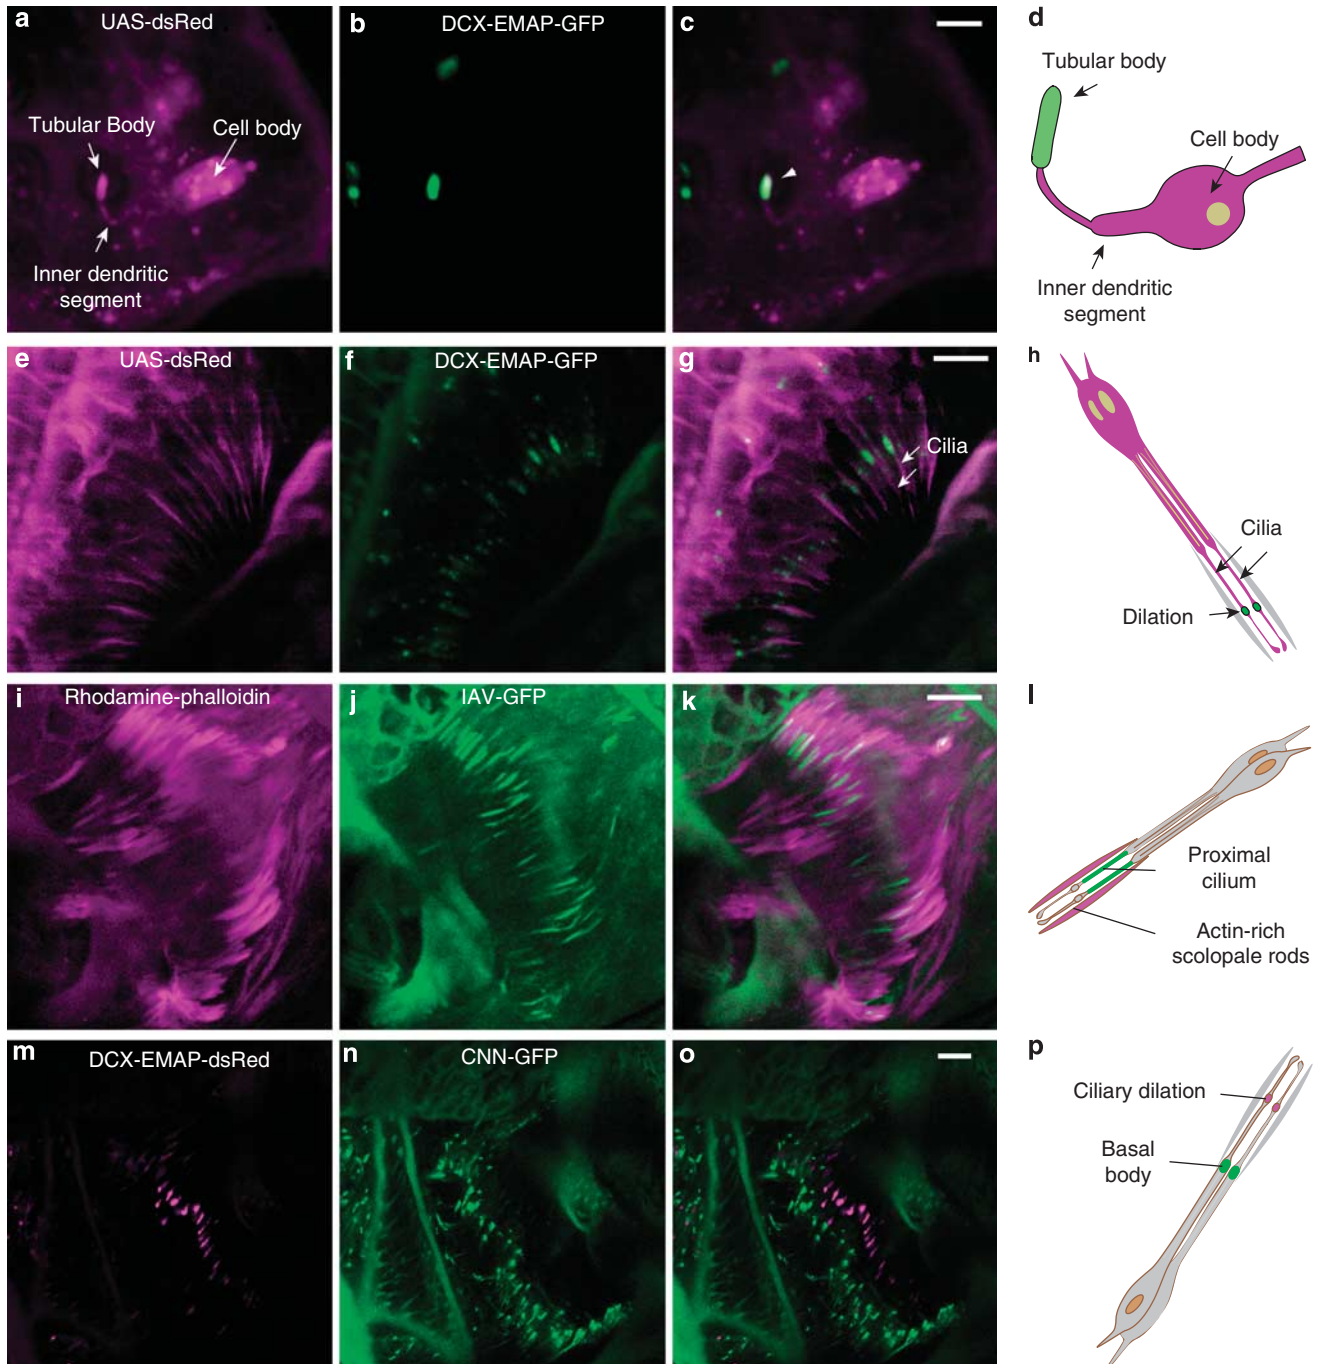 a UAS-dsRed
b DCX-EMAP-GFP
c
d
Tubular body
Cell body
Inner dendritic
segment
Tubular Body
Cell body
Inner dendritic
segment
e UAS-dsRed
f DCX-EMAP-GFP
g
Cilia
h
Cilia
Dilation
i Rhodamine-phalloidin
j IAV-GFP
k
l
Proximal
cilium
Actin-rich
scolopale rods
m DCX-EMAP-dsRed
n CNN-GFP
o
p
Ciliary dilation
Basal
body